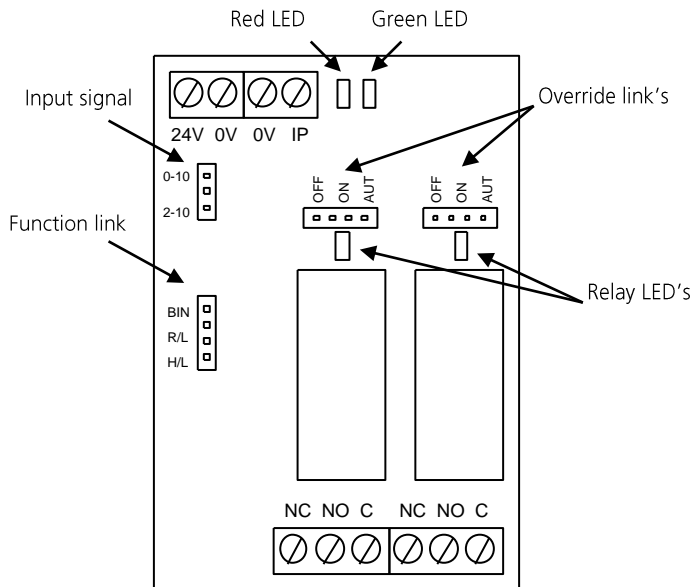 Red LED Green LED
Input signal
Override link's
24V 0V 0V IP
0-10
2-10
OFF ON AUT OFF ON AUT
Function link
Relay LED's
BIN
R/L
H/L
NC NO C NC NO C